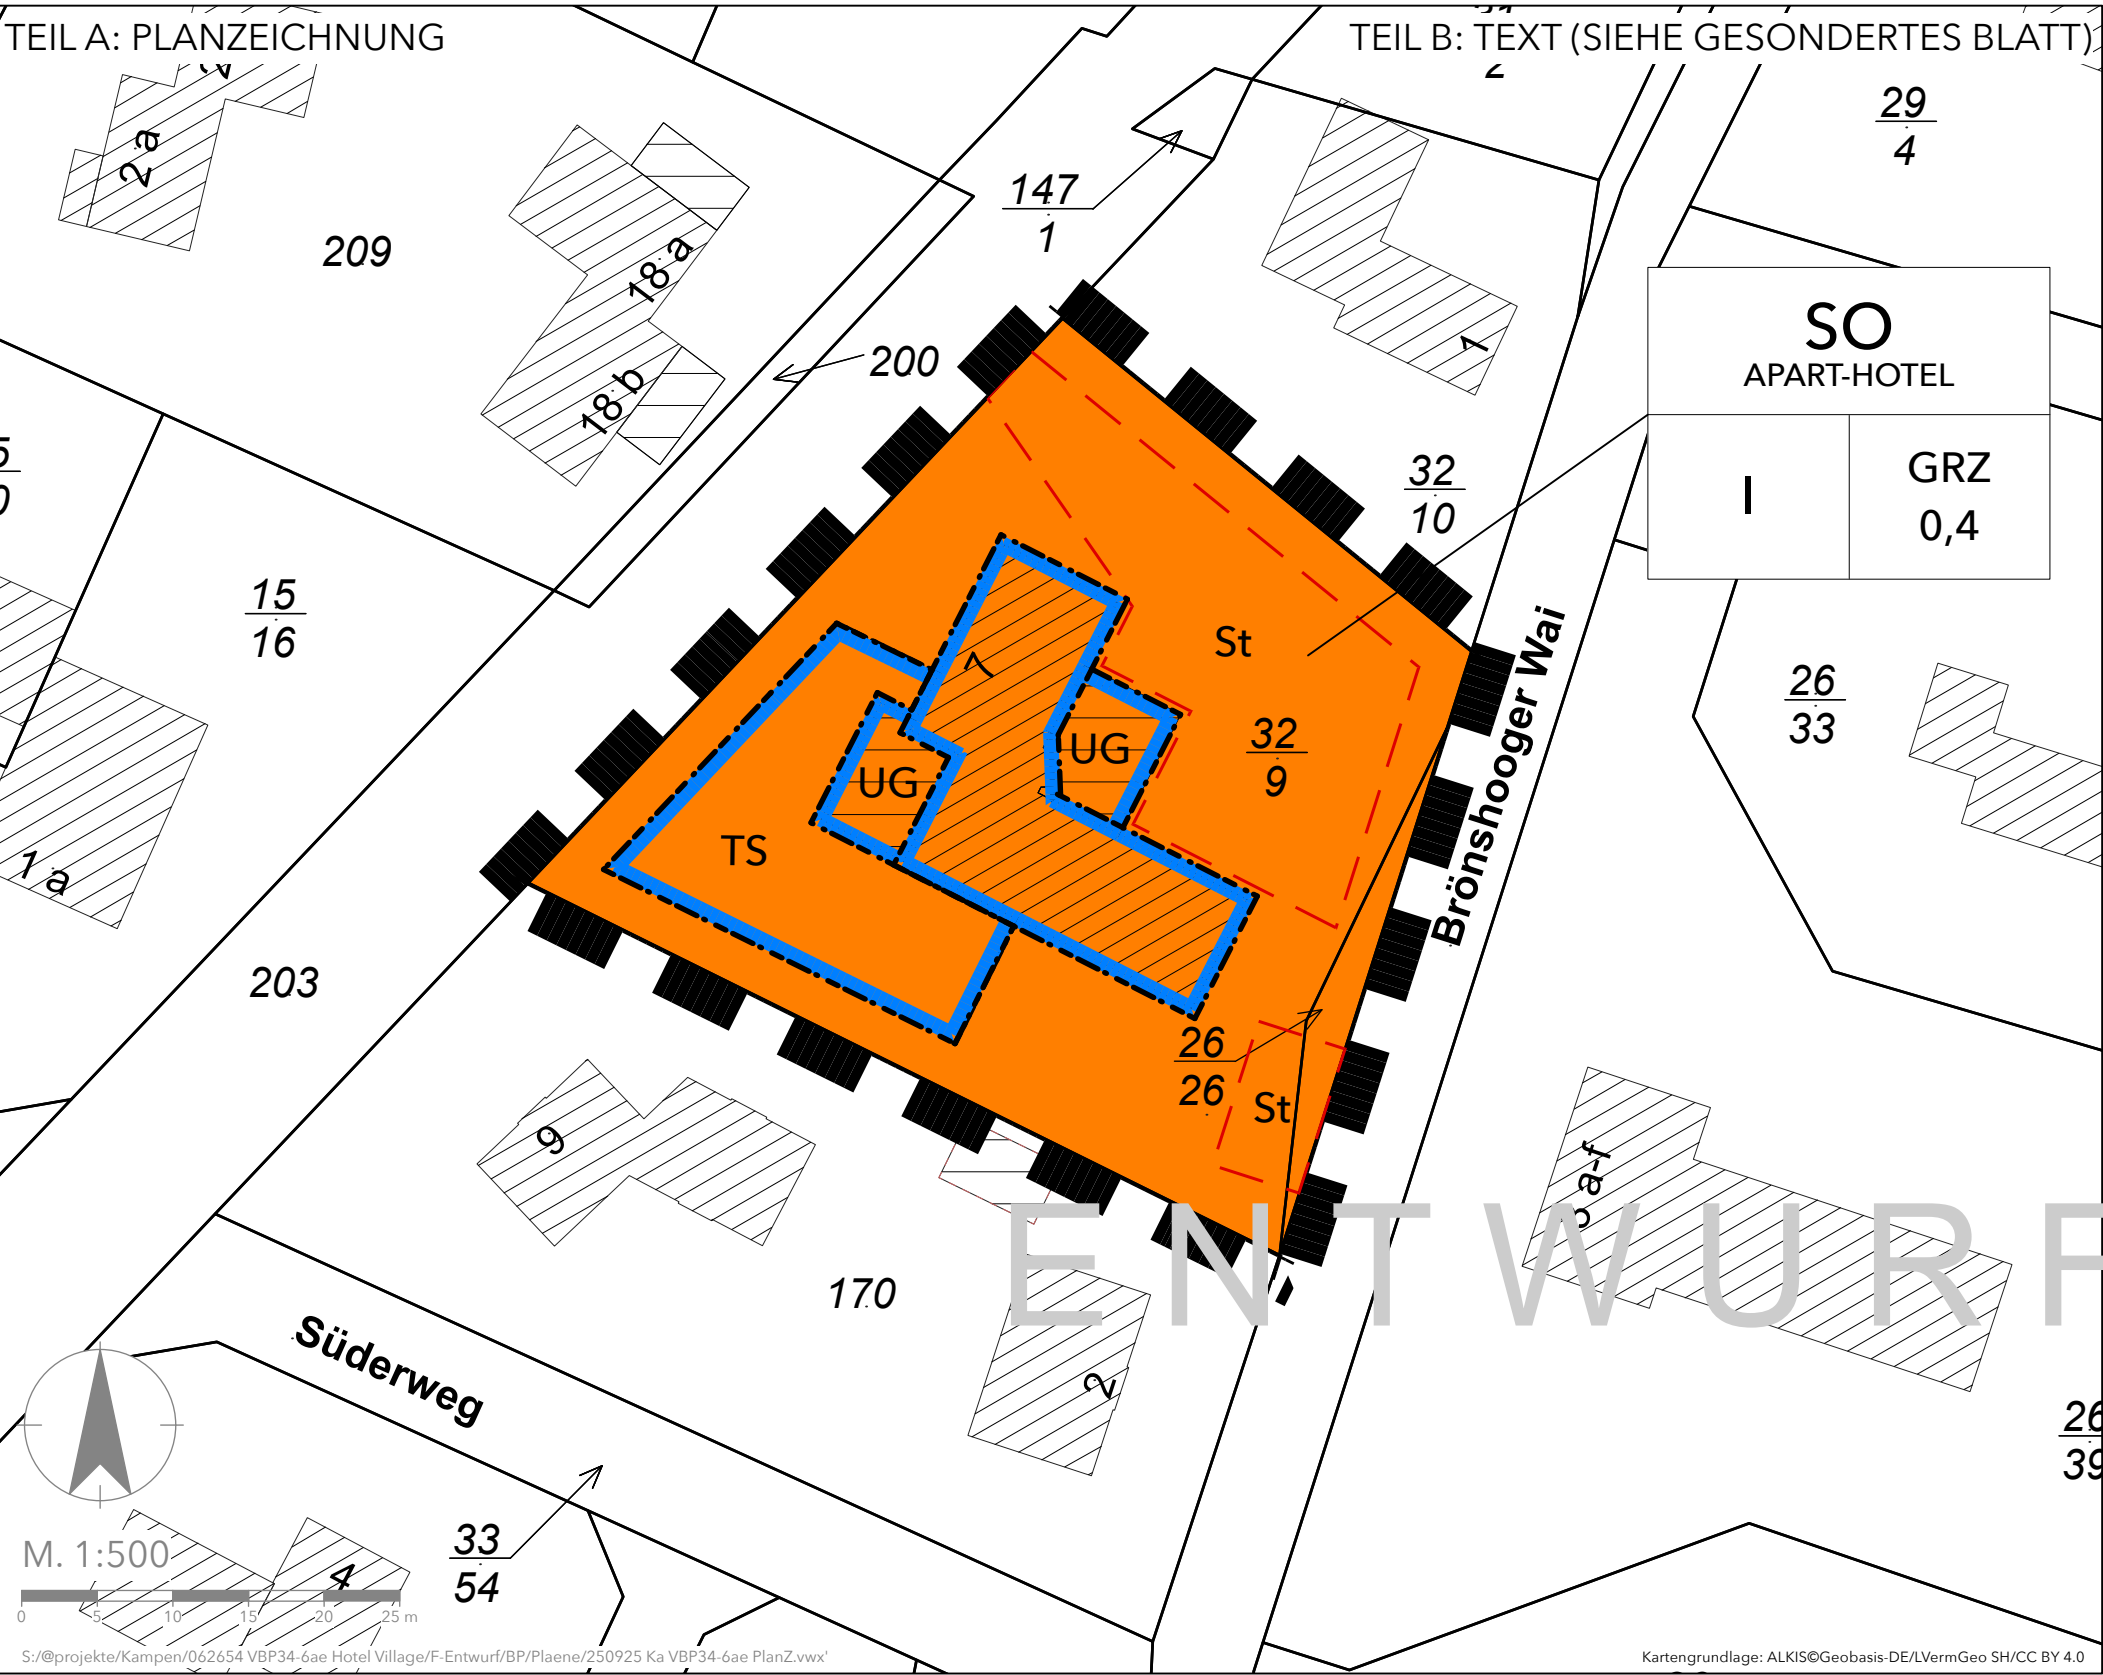 TEIL A: PLANZEICHNUNG
TEIL B: TEXT (SIEHE GESONDERTES BLATT)
2
29
4
2 a
147
1
209
18 a
200
1
SO
APART-HOTEL
I
GRZ
0,4
18 b
32
10
15
16
St
7
Brönshooger Wai
26
33
32
9
UG
UG
TS
1 a
203
26
26
St
9
a-f
ENTWURF
170
Süderweg
2
26
39
33
54
4
M. 1:500
0 5 10 15 20 25 m
S:/@projekte/Kampen/062654 VBP34-6ae Hotel Village/F-Entwurf/BP/Plaene/250925 Ka VBP34-6ae PlanZ.vwx'
Kartengrundlage: ALKIS©Geobasis-DE/LVermGeo SH/CC BY 4.0